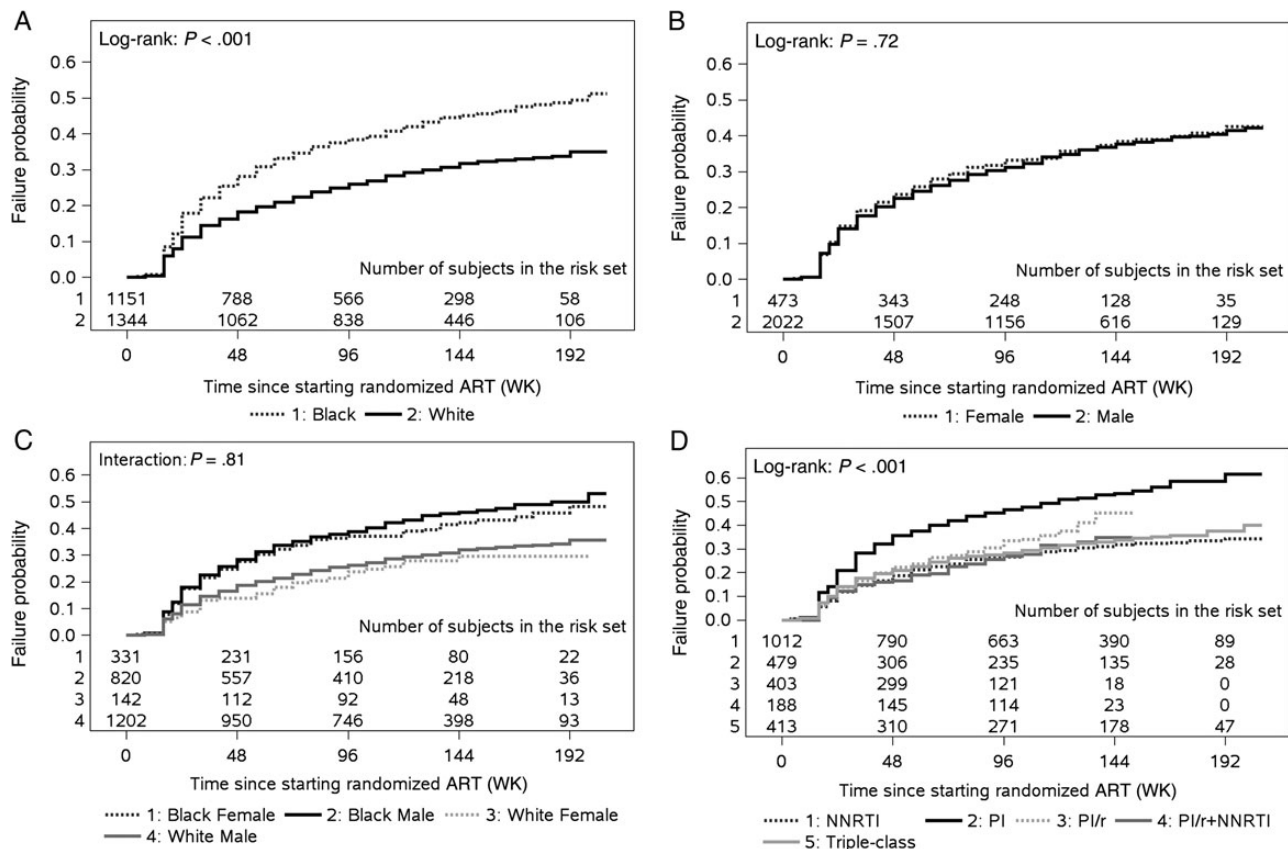 A
Log-rank: P < .001
0.6
0.5
0.4
0.3
0.2
0.1
0.0
Failure probability
Number of subjects in the risk set
1 1151 788 566 298 58
2 1344 1062 838 446 106
0 48 96 144 192
Time since starting randomized ART (WK)
1: Black 2: White
B
Log-rank: P = .72
0.6
0.5
0.4
0.3
0.2
0.1
0.0
Failure probability
Number of subjects in the risk set
1 473 343 248 128 35
2 2022 1507 1156 616 129
0 48 96 144 192
Time since starting randomized ART (WK)
1: Female 2: Male
C
Interaction: P = .81
0.6
0.5
0.4
0.3
0.2
0.1
0.0
Failure probability
Number of subjects in the risk set
1 331 231 156 80 22
2 820 557 410 218 36
3 142 112 92 48 13
4 1202 950 746 398 93
0 48 96 144 192
Time since starting randomized ART (WK)
1: Black Female 2: Black Male 3: White Female
4: White Male
D
Log-rank: P < .001
0.6
0.5
0.4
0.3
0.2
0.1
0.0
Failure probability
Number of subjects in the risk set
1 1012 790 663 390 89
2 479 306 235 135 28
3 403 299 121 18 0
4 188 145 114 23 0
5 413 310 271 178 47
0 48 96 144 192
Time since starting randomized ART (WK)
1: NNRTI 2: PI 3: PI/r 4: PI/r+NNRTI
5: Triple-class